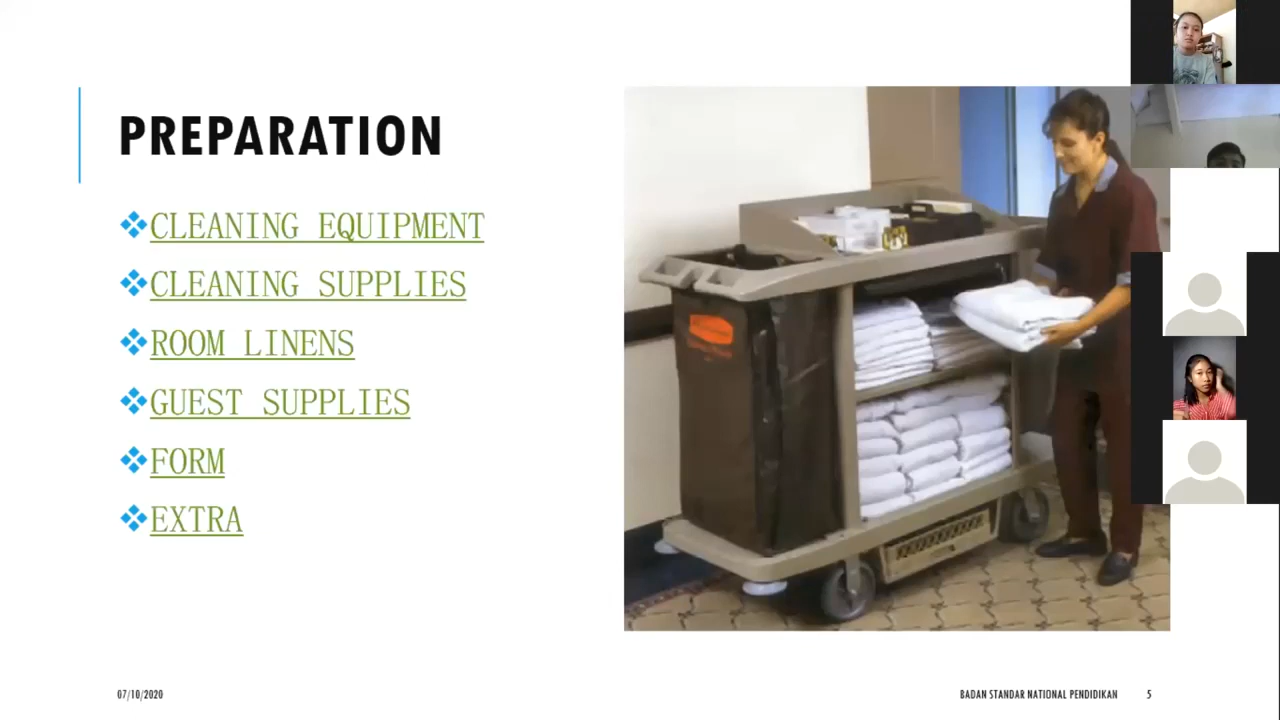 PREPARATION
CLEANING EQUIPMENT
CLEANING SUPPLIES
ROOM LINENS
GUEST SUPPLIES
FORM
EXTRA
07/10/2020
BADAN STANDAR NATIONAL PENDIDIKAN
5